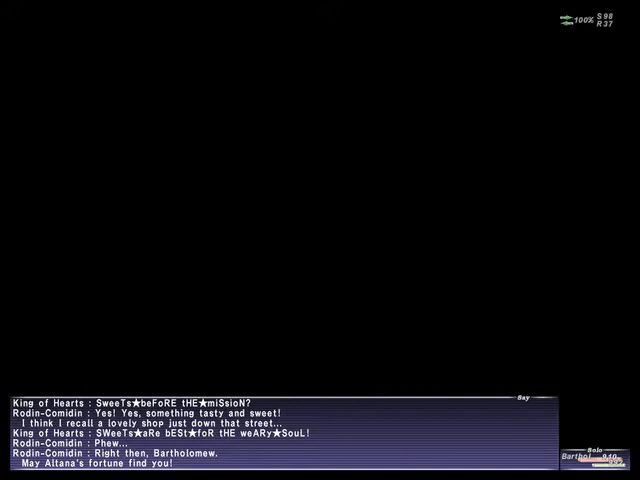 100% S 98
R 37
Say
King of Hearts : SweeTs★beFoRE tHE★miSsioN?
Rodin-Comidin : Yes! Yes, something tasty and sweet!
I think I recall a lovely shop just down that street...
King of Hearts : SWeeTs★aRe bESt★foR tHE weARy★SouL!
Rodin-Comidin : Phew...
Rodin-Comidin : Right then, Bartholomew.
May Altana's fortune find you!
Solo
Barthol